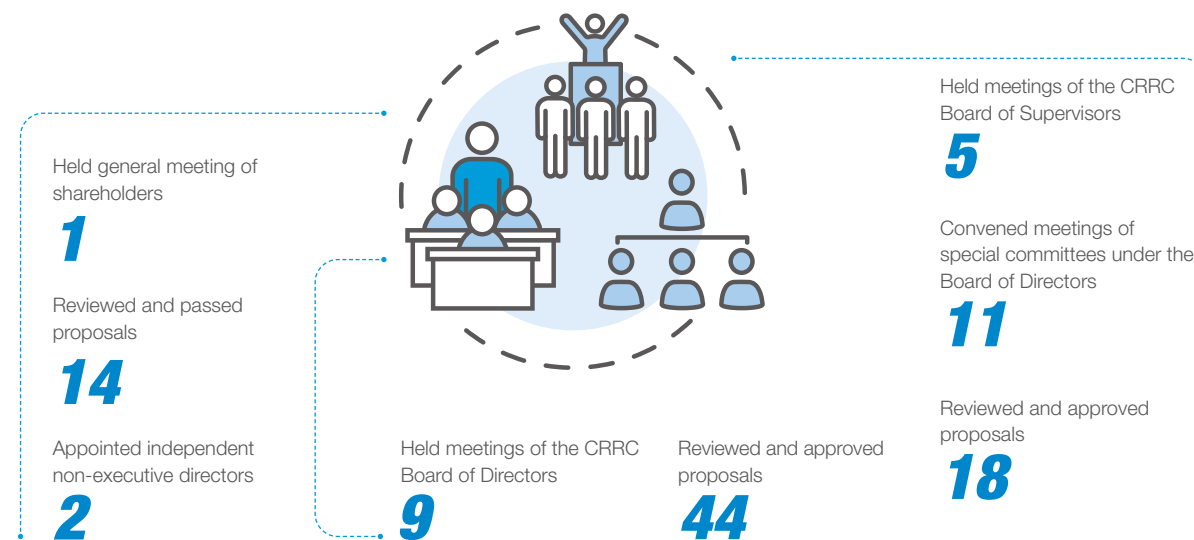 Held general meeting of
shareholders
1
Reviewed and passed
proposals
14
Appointed independent
non-executive directors
2
Held meetings of the CRRC
Board of Directors
9
Reviewed and approved
proposals
44
Held meetings of the CRRC
Board of Supervisors
5
Convened meetings of
special committees under the
Board of Directors
11
Reviewed and approved
proposals
18